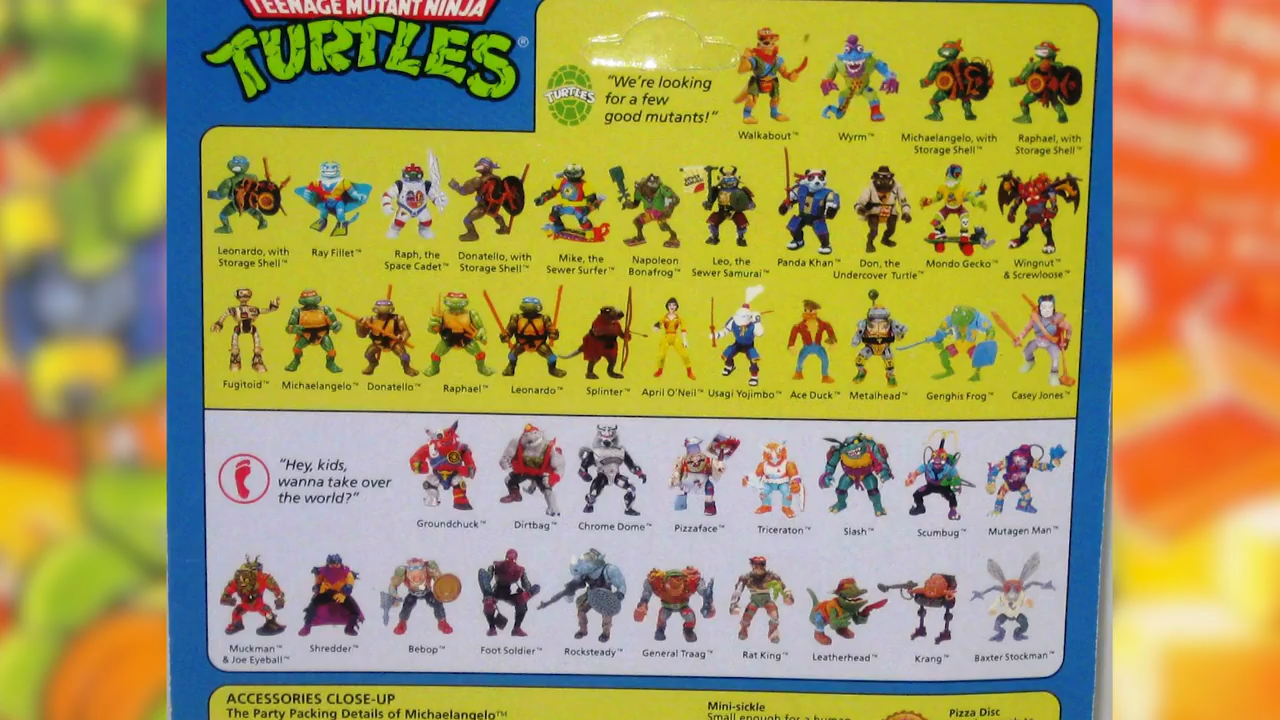 TEENAGE MUTANT NINJA
TURTLES®
TURTLES
"We're looking
for a few
good mutants!"
Walkabout™
Wyrm™
Michaelangelo, with
Storage Shell™
Raphael, with
Storage Shell™
Leonardo, with
Storage Shell™
Ray Fillet™
Raph, the
Space Cadet™
Donatello, with
Storage Shell™
Mike, the
Sewer Surfer™
Napoleon
Bonafrog™
Leo, the
Sewer Samurai™
Panda Khan™
Don, the
Undercover Turtle™
Mondo Gecko™
Wingnut
& Screwloose™
Fugitoid™
Michaelangelo™
Donatello™
Raphael™
Leonardo™
Splinter™
April O'Neil™
Usagi Yojimbo™
Ace Duck™
Metalhead™
Genghis Frog™
Casey Jones™
"Hey, kids,
wanna take over
the world?"
Groundchuck™
Dirtbag™
Chrome Dome™
Pizzaface™
Triceraton™
Slash™
Scumbug™
Mutagen Man™
Muckman™
& Joe Eyeball™
Shredder™
Bebop™
Foot Soldier™
Rocksteady™
General Traag™
Rat King™
Leatherhead™
Krang™
Baxter Stockman™
ACCESSORIES CLOSE-UP
The Party Packing Details of Michaelangelo™
Mini-sickle
Small enough for a human
Pizza Disc